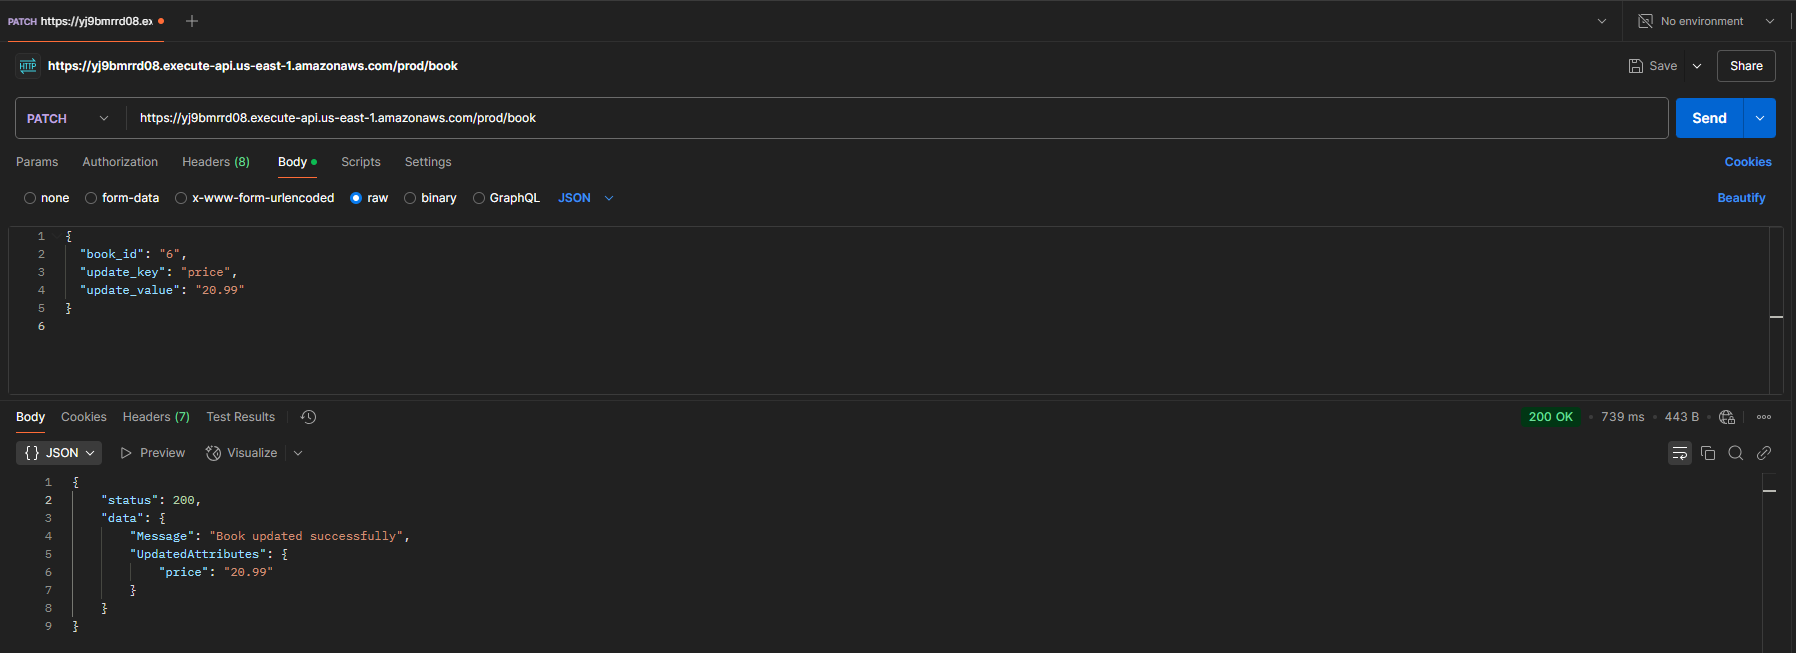 PATCH https://yj9bmrrd08.ex
No environment
HTTP https://yj9bmrrd08.execute-api.us-east-1.amazonaws.com/prod/book Save Share
PATCH https://yj9bmrrd08.execute-api.us-east-1.amazonaws.com/prod/book Send
Params Authorization Headers (8) Body Scripts Settings Cookies
none form-data x-www-form-urlencoded raw binary GraphQL JSON Beautify
1 {
2 "book_id": "6",
3 "update_key": "price",
4 "update_value": "20.99"
5 }
6
Body Cookies Headers (7) Test Results 200 OK 739 ms 443 B
{} JSON Preview Visualize
1 {
2 "status": 200,
3 "data": {
4 "Message": "Book updated successfully",
5 "UpdatedAttributes": {
6 "price": "20.99"
7 }
8 }
9 }